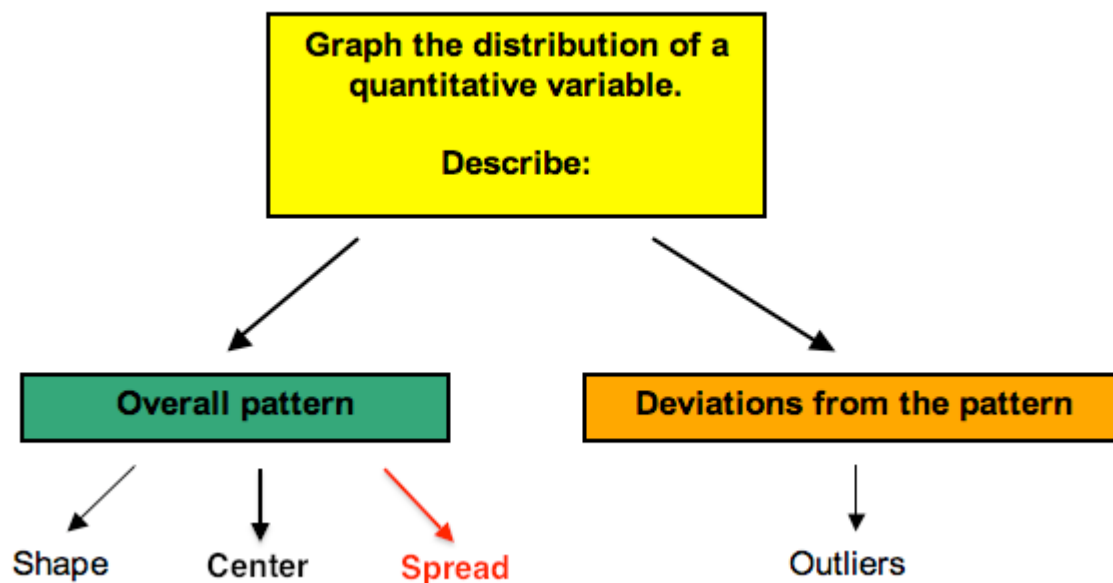 Graph the distribution of a
quantitative variable.
Describe:
Overall pattern
Deviations from the pattern
Shape
Center
Spread
Outliers